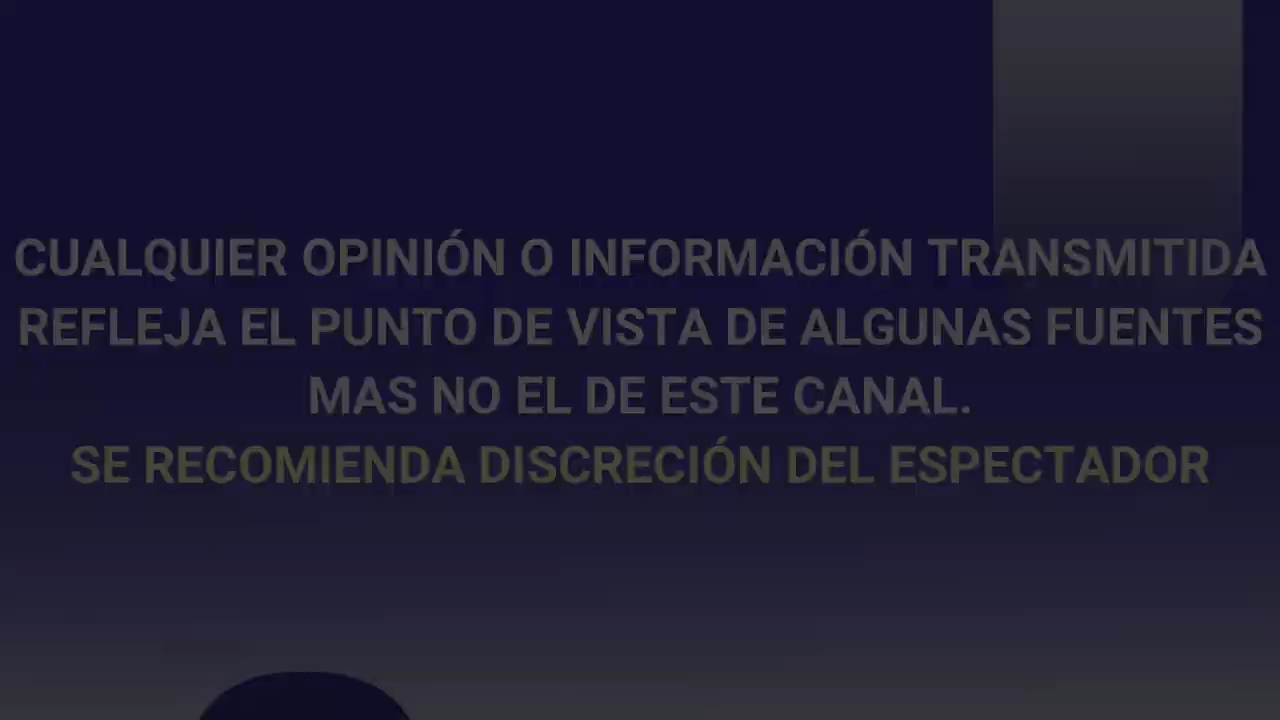 CUALQUIER OPINIÓN O INFORMACIÓN TRANSMITIDA
REFLEJA EL PUNTO DE VISTA DE ALGUNAS FUENTES
MAS NO EL DE ESTE CANAL.
SE RECOMIENDA DISCRECIÓN DEL ESPECTADOR